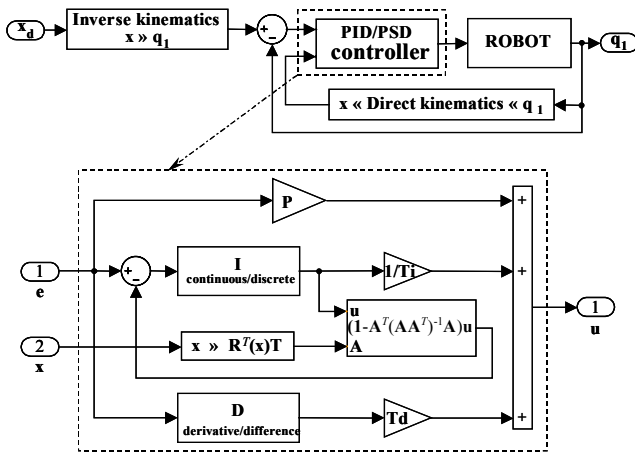 x_d
Inverse kinematics
x » q_1
+
−
PID/PSD
controller
ROBOT
q_1
x « Direct kinematics « q_1
P
+
1
e
+
−
I
continuous/discrete
1/Ti
+
u
(1-A^T(AA^T)^-1A)u
A
1
u
2
x
x » R^T(x)T
D
derivative/difference
Td
+